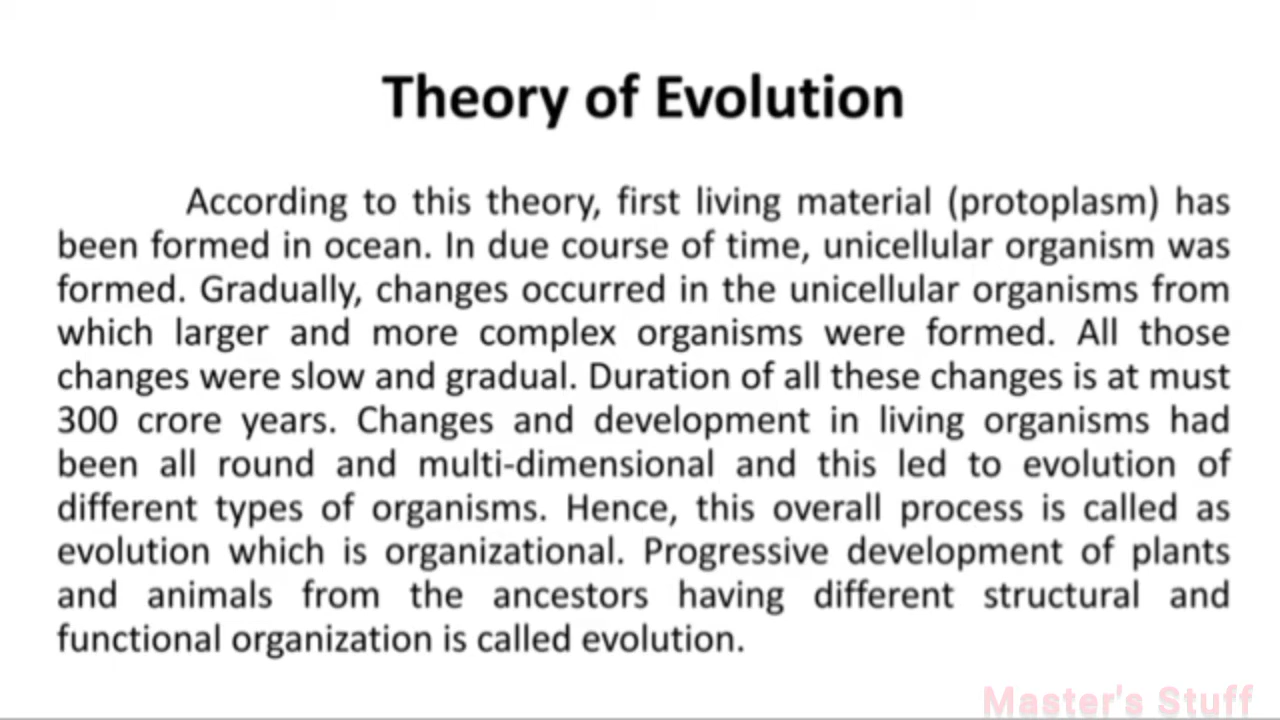 Theory of Evolution
According to this theory, first living material (protoplasm) has
been formed in ocean. In due course of time, unicellular organism was
formed. Gradually, changes occurred in the unicellular organisms from
which larger and more complex organisms were formed. All those
changes were slow and gradual. Duration of all these changes is at must
300 crore years. Changes and development in living organisms had
been all round and multi-dimensional and this led to evolution of
different types of organisms. Hence, this overall process is called as
evolution which is organizational. Progressive development of plants
and animals from the ancestors having different structural and
functional organization is called evolution.
Master's Stuff